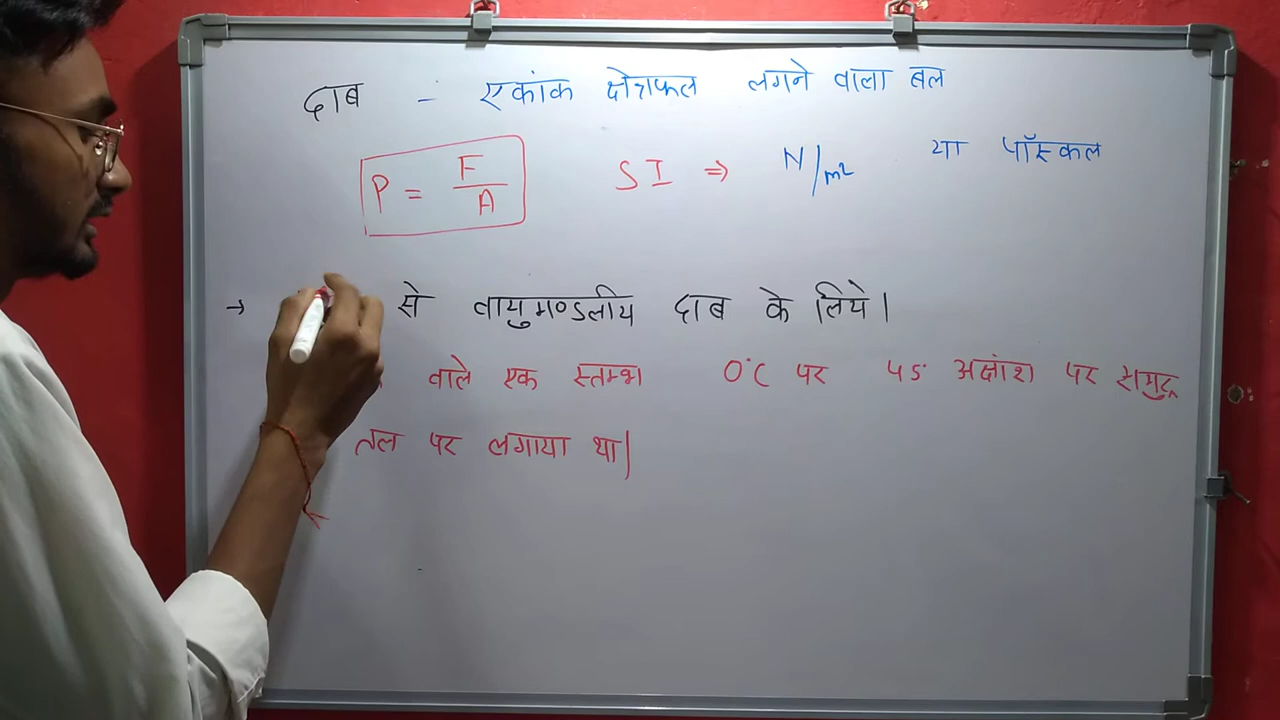 दाब - एकांक क्षेत्रफल लगने वाला बल
P = F/A SI ⇒ N/m² या पॉस्कल
→ से वायुमण्डलीय दाब के लिये।
वाले एक स्तम्भ 0°C पर 45° अक्षांश पर समुद्र
तल पर लगाया था|